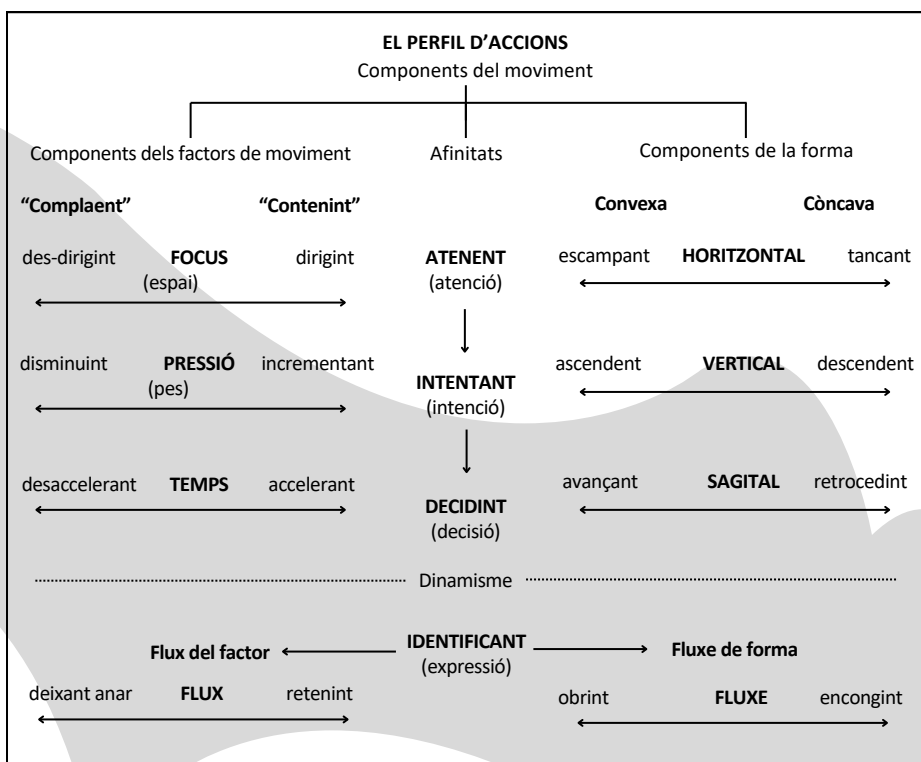 EL PERFIL D’ACCIONS
Components del moviment
Components dels factors de moviment Afinitats Components de la forma
“Complaent” “Contenint” Convexa Còncava
des-dirigint FOCUS dirigint ATENENT escampant HORITZONTAL tancant
(espai) (atenció)
disminuint PRESSIÓ incrementant INTENTANT ascendent VERTICAL descendent
(pes) (intenció)
desaccelerant TEMPS accelerant DECIDINT avançant SAGITAL retrocedint
(decisió)
Dinamisme
Flux del factor IDENTIFICANT Fluxe de forma
(expressió)
deixant anar FLUX retenint obrint FLUXE encongint